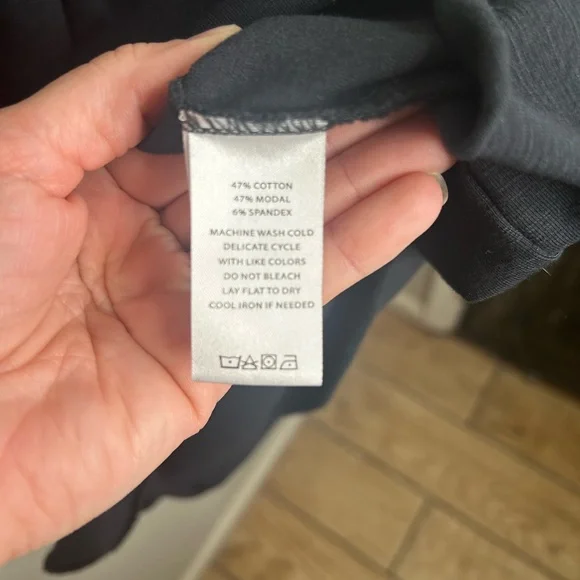 47% COTTON
47% MODAL
6% SPANDEX
MACHINE WASH COLD
DELICATE CYCLE
WITH LIKE COLORS
DO NOT BLEACH
LAY FLAT TO DRY
COOL IRON IF NEEDED